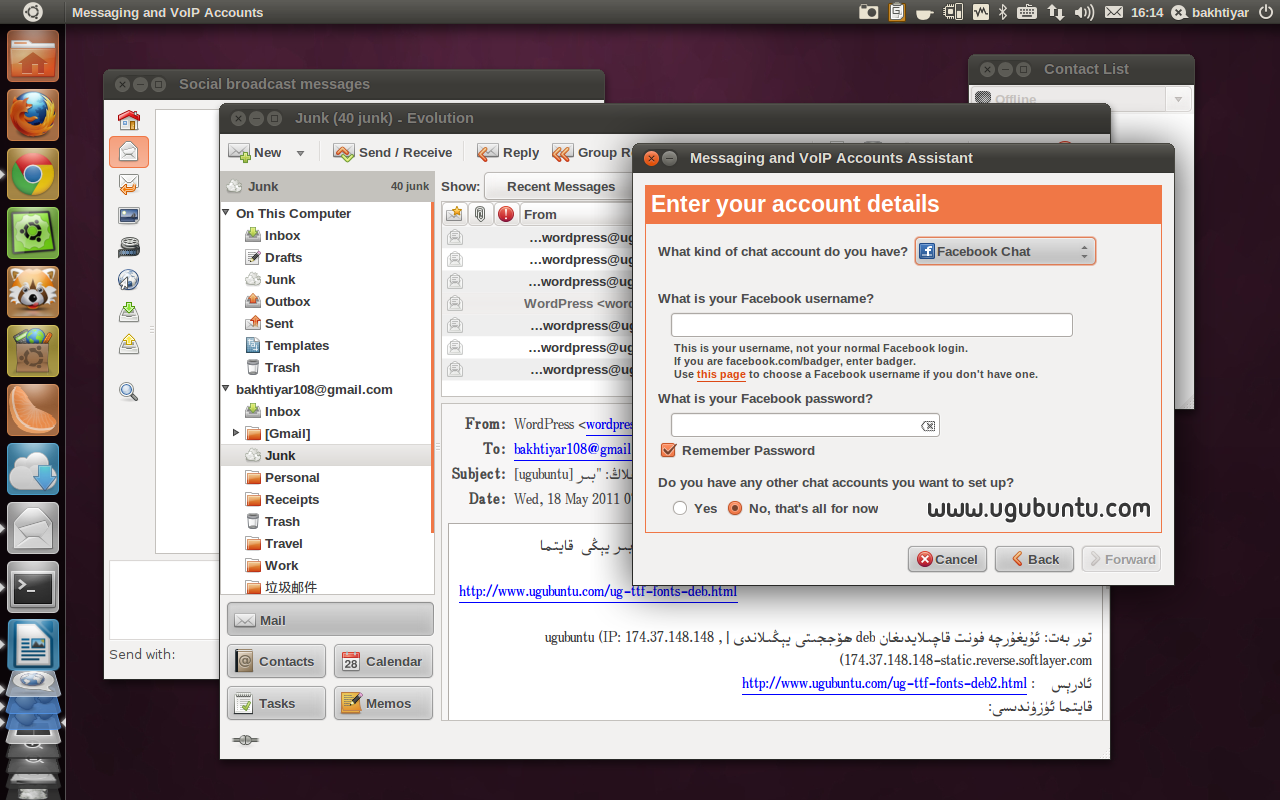 Messaging and VoIP Accounts
16:14
bakhtiyar
Social broadcast messages
Send with:
Contact List
Offline
Junk (40 junk) - Evolution
New
Send / Receive
Reply
Group R
Junk
40 junk
On This Computer
Inbox
Drafts
Junk
Outbox
Sent
Templates
Trash
bakhtiyar108@gmail.com
Inbox
[Gmail]
Junk
Personal
Receipts
Trash
Travel
Work
垃圾邮件
Mail
Contacts
Calendar
28
Tasks
Memos
Show:
Recent Messages
From
...wordpress@ug
...wordpress@ug
...wordpress@ug
WordPress <word
...wordpress@ug
...wordpress@ug
...wordpress@ug
From: WordPress <wordpres
To: bakhtiyar108@gmail
Subject: [ugubuntu] بىر"
Date: Wed, 18 May 2011 0
بىر يېڭى قايتما
http://www.ugubuntu.com/ug-ttf-fonts-deb.html
تور بەت: ئۇيغۇرچە فونت قاچىلايدىغان deb ھۆججىتى يېڭىلاندى | ugubuntu (IP: 174.37.148.148 ,
174.37.148.148-static.reverse.softlayer.com)
ئادرېس : http://www.ugubuntu.com/ug-ttf-fonts-deb2.html
قايتما ئۈزۈندىسى:
Messaging and VoIP Accounts Assistant
Enter your account details
What kind of chat account do you have?
Facebook Chat
What is your Facebook username?
This is your username, not your normal Facebook login.
If you are facebook.com/badger, enter badger.
Use this page to choose a Facebook username if you don't have one.
What is your Facebook password?
Remember Password
Do you have any other chat accounts you want to set up?
Yes
No, that's all for now
www.ugubuntu.com
Cancel
Back
Forward